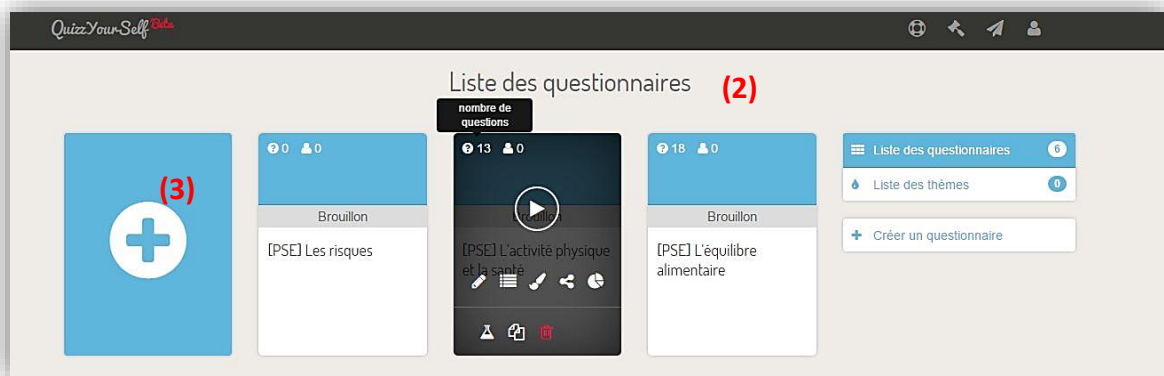 QuizzYour-Self Beta
Liste des questionnaires (2)
nombre de
questions
0 0
13 0
18 0
(3)
Brouillon
Brouillon
Brouillon
[PSE] Les risques
[PSE] L'activité physique
et la santé
[PSE] L'équilibre
alimentaire
Liste des questionnaires 6
Liste des thèmes 0
Créer un questionnaire